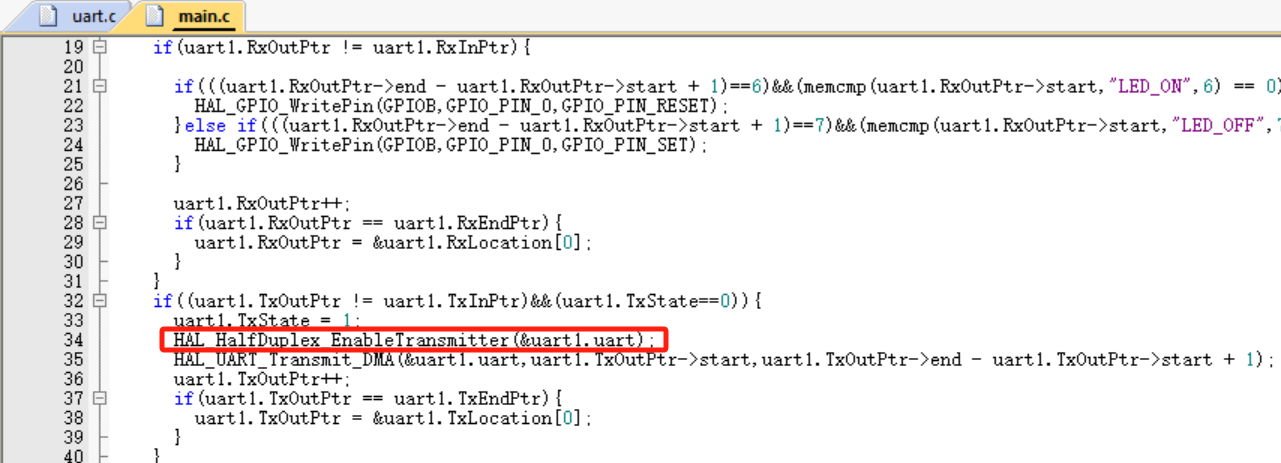 uart.c main.c
19 if(uart1.RxOutPtr != uart1.RxInPtr){
20
21 if(((uart1.RxOutPtr->end - uart1.RxOutPtr->start + 1)==6)&&(memcmp(uart1.RxOutPtr->start,"LED_ON",6) == 0)
22 HAL_GPIO_WritePin(GPIOB,GPIO_PIN_0,GPIO_PIN_RESET);
23 }else if(((uart1.RxOutPtr->end - uart1.RxOutPtr->start + 1)==7)&&(memcmp(uart1.RxOutPtr->start,"LED_OFF",7
24 HAL_GPIO_WritePin(GPIOB,GPIO_PIN_0,GPIO_PIN_SET);
25 }
26
27 uart1.RxOutPtr++;
28 if(uart1.RxOutPtr == uart1.RxEndPtr){
29 uart1.RxOutPtr = &uart1.RxLocation[0];
30 }
31 }
32 if((uart1.TxOutPtr != uart1.TxInPtr)&&(uart1.TxState==0)){
33 uart1.TxState = 1;
34 HAL_HalfDuplex_EnableTransmitter(&uart1.uart);
35 HAL_UART_Transmit_DMA(&uart1.uart,uart1.TxOutPtr->start,uart1.TxOutPtr->end - uart1.TxOutPtr->start + 1);
36 uart1.TxOutPtr++;
37 if(uart1.TxOutPtr == uart1.TxEndPtr){
38 uart1.TxOutPtr = &uart1.TxLocation[0];
39 }
40 }